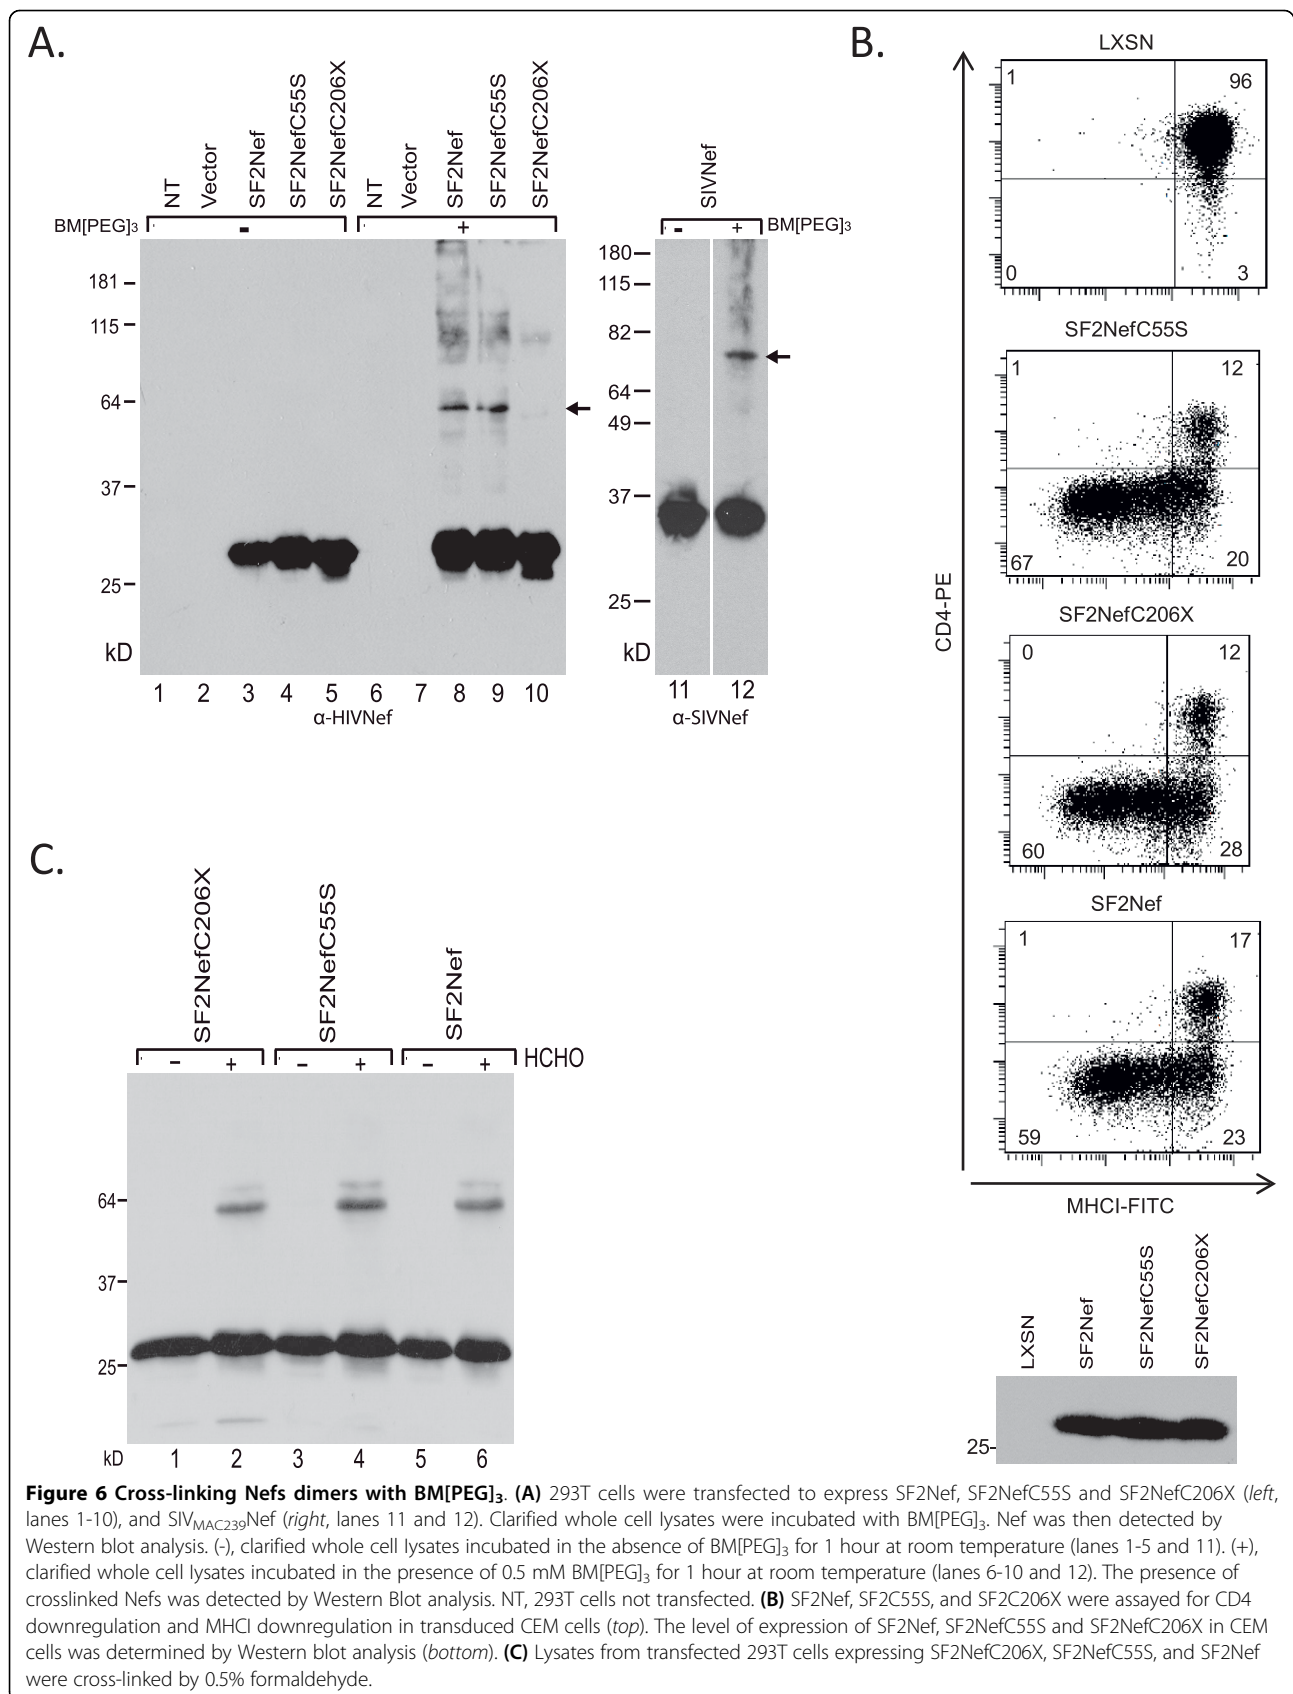 A.
NT Vector SF2Nef SF2NefC55S SF2NefC206X NT Vector SF2Nef SF2NefC55S SF2NefC206X
BM[PEG]3 - +
181
115
64
37
25
kD
1 2 3 4 5 6 7 8 9 10
α-HIVNef
SIVNef
- + BM[PEG]3
180
115
82
64
49
37
25
kD
11 12
α-SIVNef
B.
CD4-PE
LXSN
1 96
0 3
SF2NefC55S
1 12
67 20
SF2NefC206X
0 12
60 28
SF2Nef
1 17
59 23
MHCI-FITC
LXSN SF2Nef SF2NefC55S SF2NefC206X
25-
C.
SF2NefC206X SF2NefC55S SF2Nef
- + - + - + HCHO
64
37
25
kD 1 2 3 4 5 6
Figure 6 Cross-linking Nefs dimers with BM[PEG]3. (A) 293T cells were transfected to express SF2Nef, SF2NefC55S and SF2NefC206X (left,
lanes 1-10), and SIVMAC239Nef (right, lanes 11 and 12). Clarified whole cell lysates were incubated with BM[PEG]3. Nef was then detected by
Western blot analysis. (-), clarified whole cell lysates incubated in the absence of BM[PEG]3 for 1 hour at room temperature (lanes 1-5 and 11). (+),
clarified whole cell lysates incubated in the presence of 0.5 mM BM[PEG]3 for 1 hour at room temperature (lanes 6-10 and 12). The presence of
crosslinked Nefs was detected by Western Blot analysis. NT, 293T cells not transfected. (B) SF2Nef, SF2C55S, and SF2C206X were assayed for CD4
downregulation and MHCI downregulation in transduced CEM cells (top). The level of expression of SF2Nef, SF2NefC55S and SF2NefC206X in CEM
cells was determined by Western blot analysis (bottom). (C) Lysates from transfected 293T cells expressing SF2NefC206X, SF2NefC55S, and SF2Nef
were cross-linked by 0.5% formaldehyde.